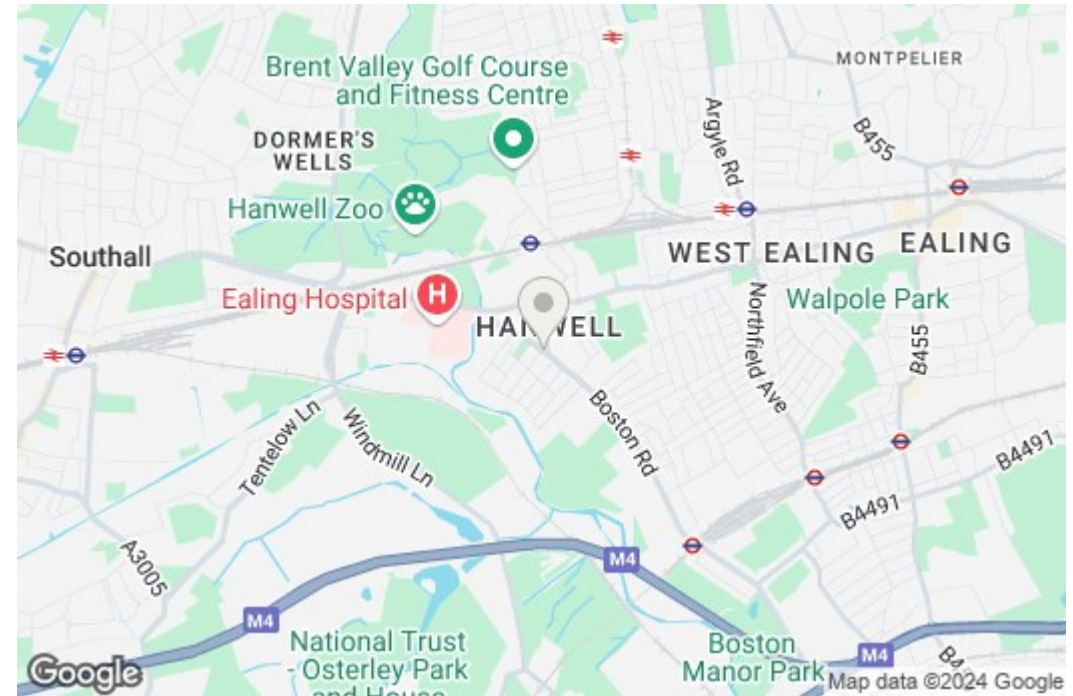 MONTPELIER
Brent Valley Golf Course
and Fitness Centre
Argyle Rd
B455
DORMER'S
WELLS
Hanwell Zoo
Southall
WEST EALING
EALING
Ealing Hospital
H
HANWELL
Walpole Park
Northfield Ave
B455
Boston Rd
Tentelow Ln
Windmill Ln
B4491
B4491
A3005
M4
M4
National Trust
- Osterley Park
and House
Boston
Manor Park
M4
Google
Map data ©2024 Google